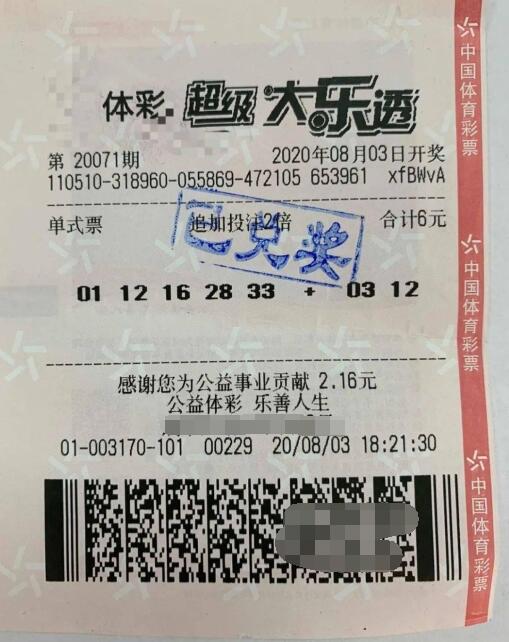 体彩 超级大乐透
第 20071期 2020年08月03日开奖
110510-318960-055869-472105 653961 xfBWvA
单式票 追加投注2倍 合计6元
已兑奖
01 12 16 28 33 + 03 12
感谢您为公益事业贡献 2.16元
公益体彩 乐善人生
01-003170-101 00229 20/08/03 18:21:30
中国体育彩票
中国体育彩票
中国体育彩票